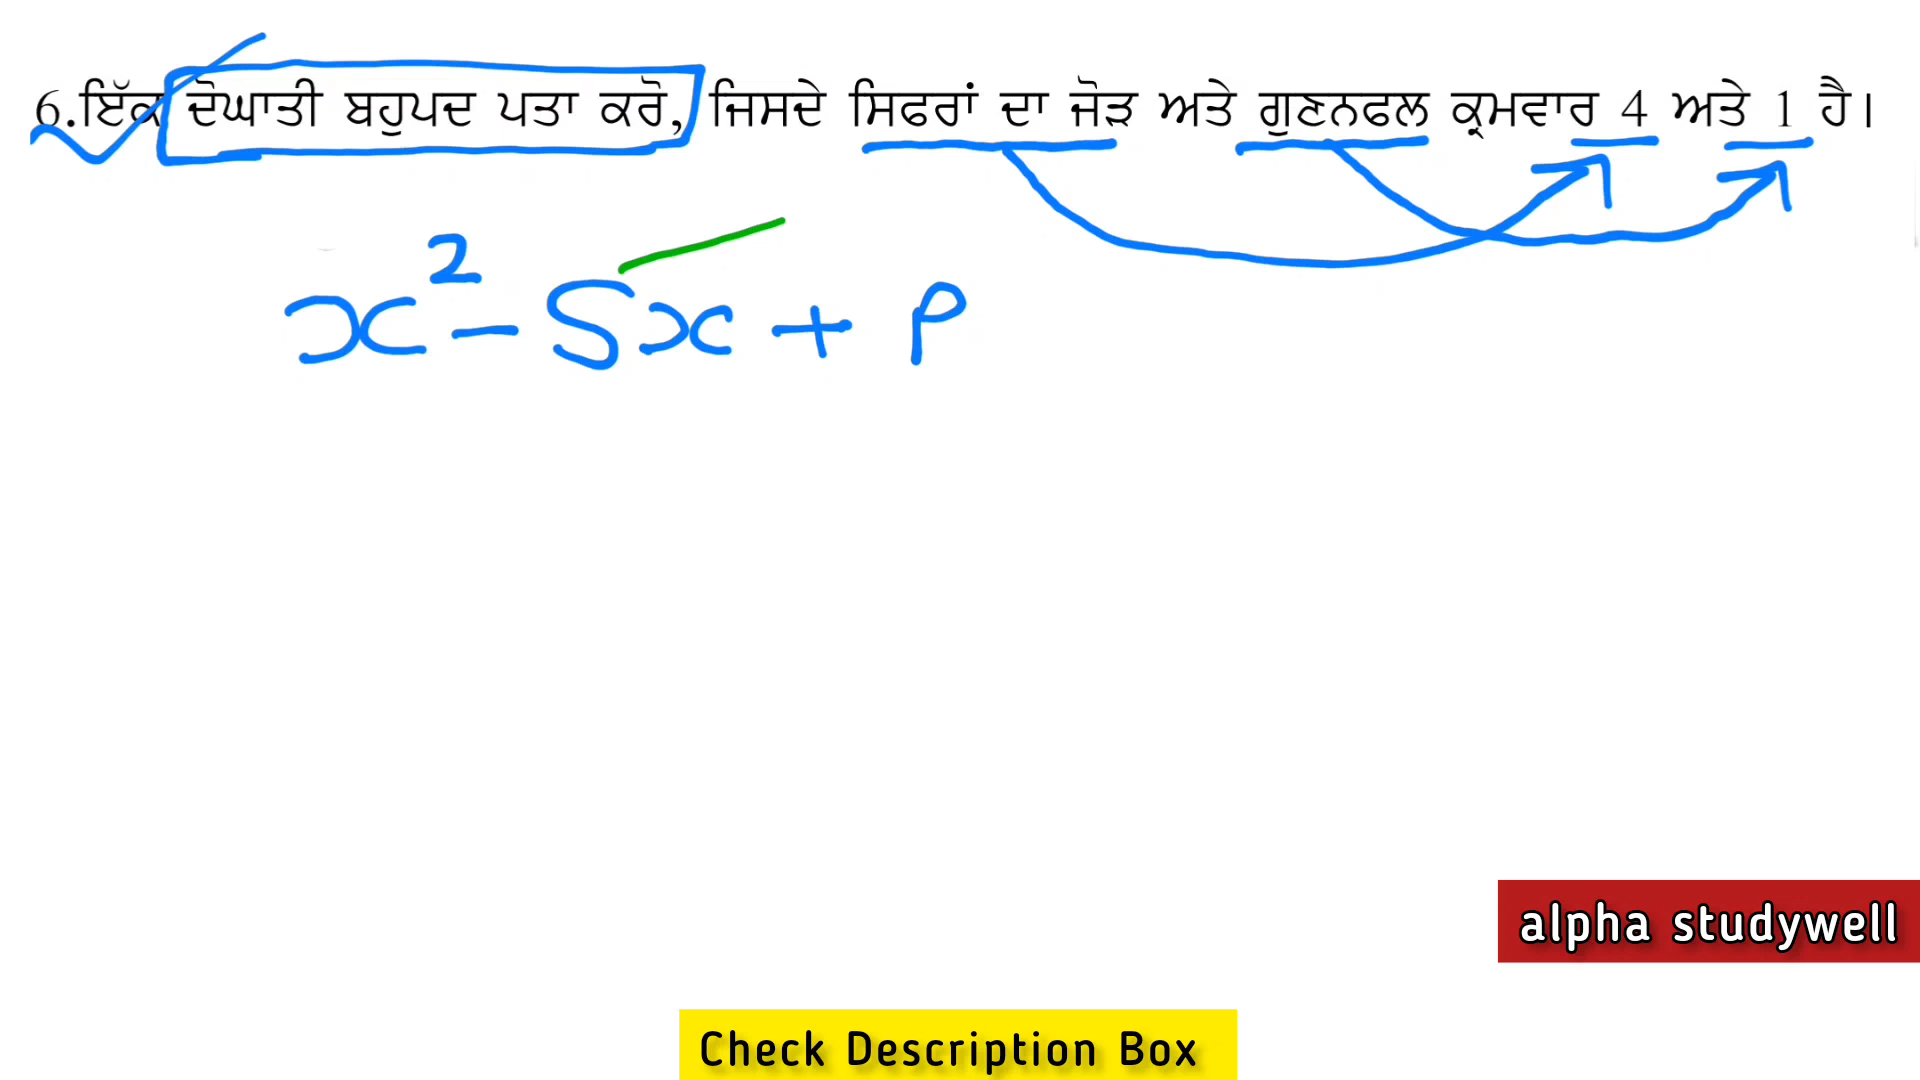 6.ਇੱਕ ਦੋਘਾਤੀ ਬਹੁਪਦ ਪਤਾ ਕਰੋ, ਜਿਸਦੇ ਸਿਫਰਾਂ ਦਾ ਜੋੜ ਅਤੇ ਗੁਣਨਫਲ ਕ੍ਰਮਵਾਰ 4 ਅਤੇ 1 ਹੈ।
x² - Sx + P
alpha studywell
Check Description Box